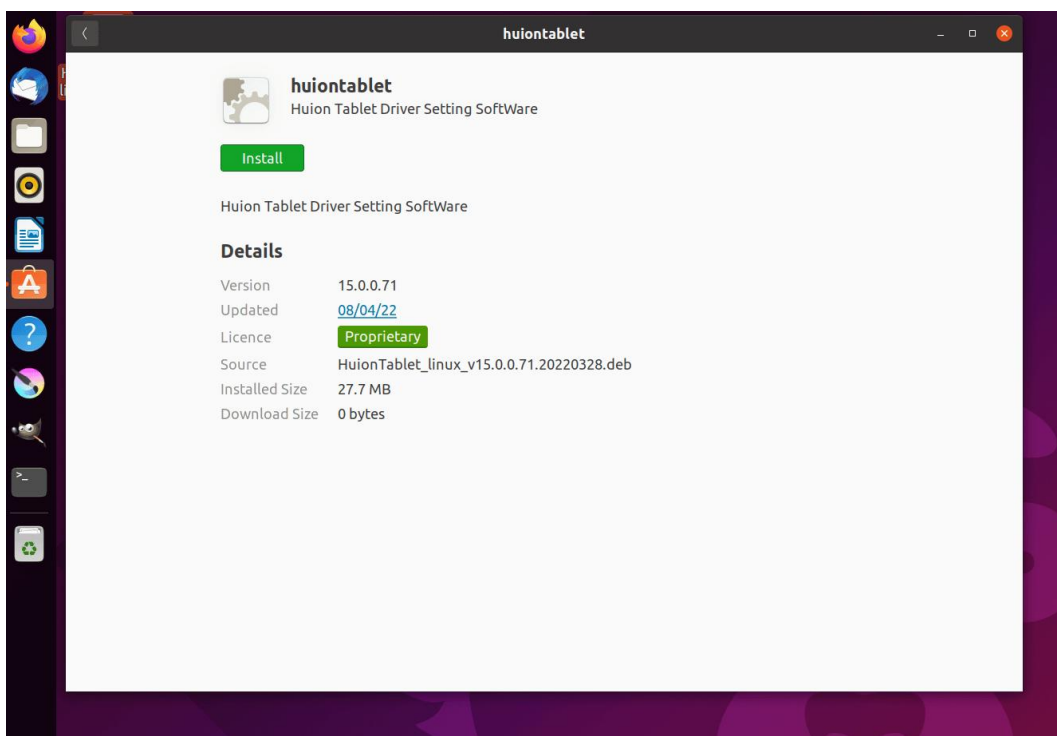 huiontablet
huiontablet
Huion Tablet Driver Setting SoftWare
Install
Huion Tablet Driver Setting SoftWare
Details
Version 15.0.0.71
Updated 08/04/22
Licence Proprietary
Source HuionTablet_linux_v15.0.0.71.20220328.deb
Installed Size 27.7 MB
Download Size 0 bytes